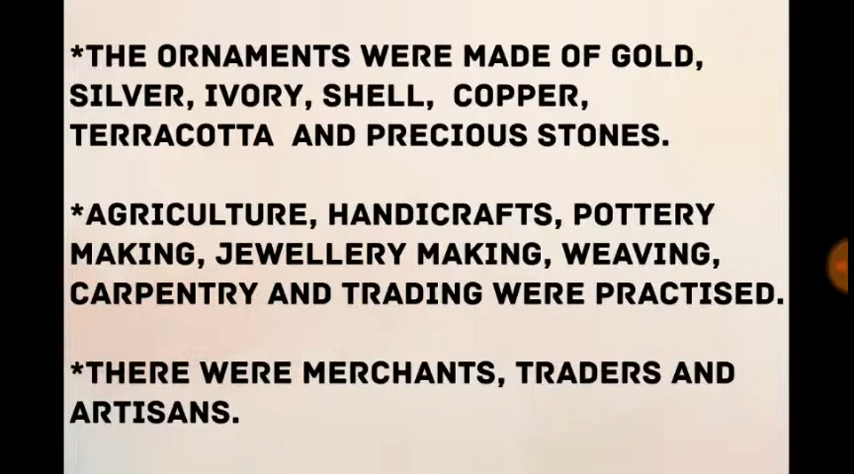 *THE ORNAMENTS WERE MADE OF GOLD,
SILVER, IVORY, SHELL, COPPER,
TERRACOTTA AND PRECIOUS STONES.
*AGRICULTURE, HANDICRAFTS, POTTERY
MAKING, JEWELLERY MAKING, WEAVING,
CARPENTRY AND TRADING WERE PRACTISED.
*THERE WERE MERCHANTS, TRADERS AND
ARTISANS.